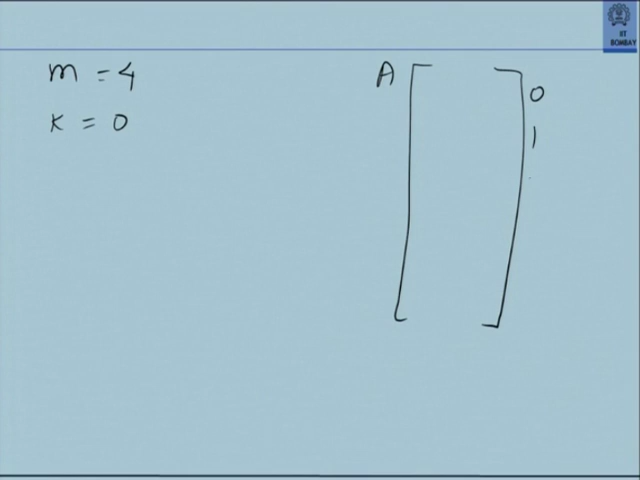 m = 4
k = 0
A
0
1
IIT
BOMBAY